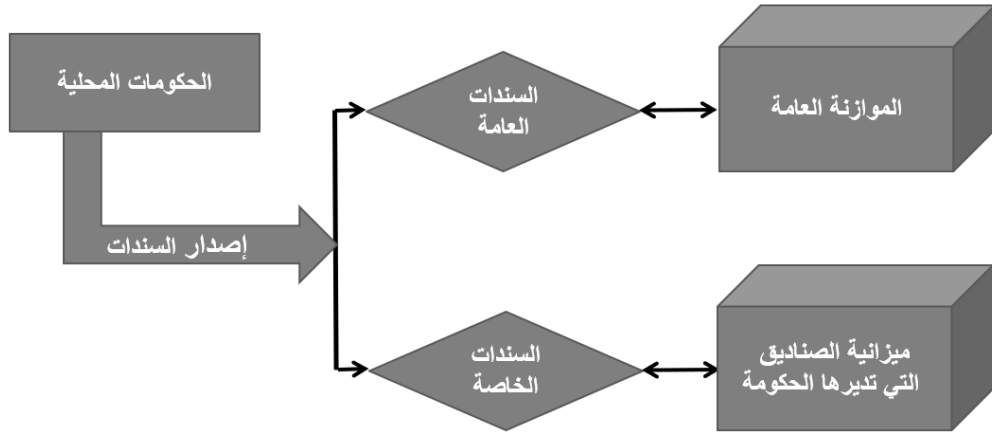 الحكومات المحلية
إصدار السندات
السندات
العامة
الموازنة العامة
السندات
الخاصة
ميزانية الصناديق
التي تديرها الحكومة